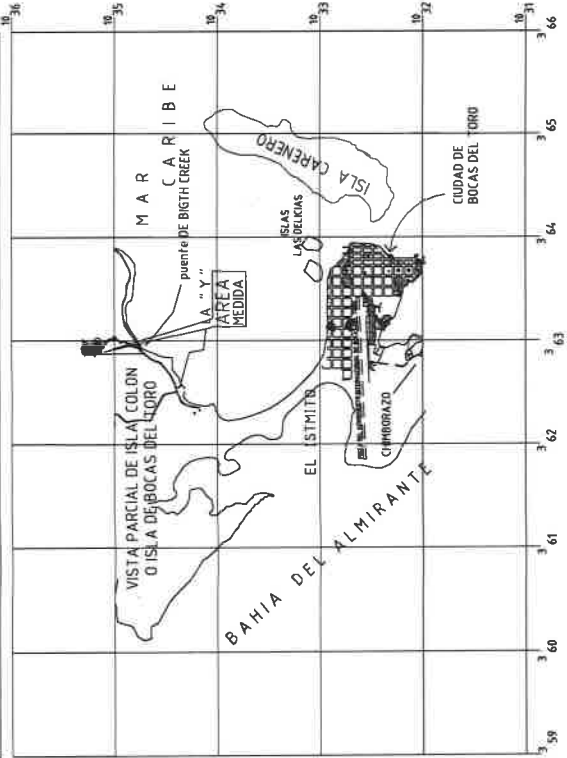 10 36
10 35
10 34
10 33
10 32
10 31
MAR
CARIBE
puente DE BIGTH CREEK
A "Y"
ÁREA
MEDIDA
VISTA PARCIAL DE ISLA COLON
O ISLA DE BOCAS DEL TORO
ISLA CARENERO
ISLAS
LAS DELICIAS
CIUDAD DE
BOCAS DEL TORO
EL ISTMITO
CHIMBORAZO
BAHIA DEL ALMIRANTE
3 59
3 60
3 61
3 62
3 63
3 64
3 65
3 66